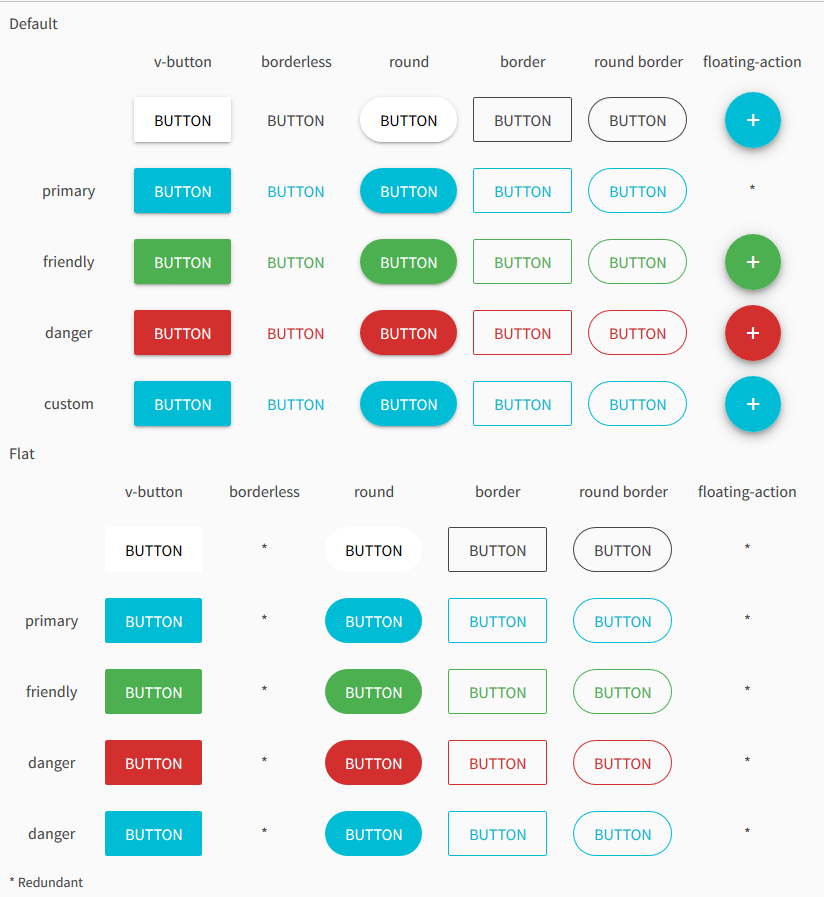 Default
v-button borderless round border round border floating-action
BUTTON BUTTON BUTTON BUTTON BUTTON +
primary BUTTON BUTTON BUTTON BUTTON BUTTON *
friendly BUTTON BUTTON BUTTON BUTTON BUTTON +
danger BUTTON BUTTON BUTTON BUTTON BUTTON +
custom BUTTON BUTTON BUTTON BUTTON BUTTON +
Flat
v-button borderless round border round border floating-action
BUTTON * BUTTON BUTTON BUTTON *
primary BUTTON * BUTTON BUTTON BUTTON *
friendly BUTTON * BUTTON BUTTON BUTTON *
danger BUTTON * BUTTON BUTTON BUTTON *
danger BUTTON * BUTTON BUTTON BUTTON *
* Redundant